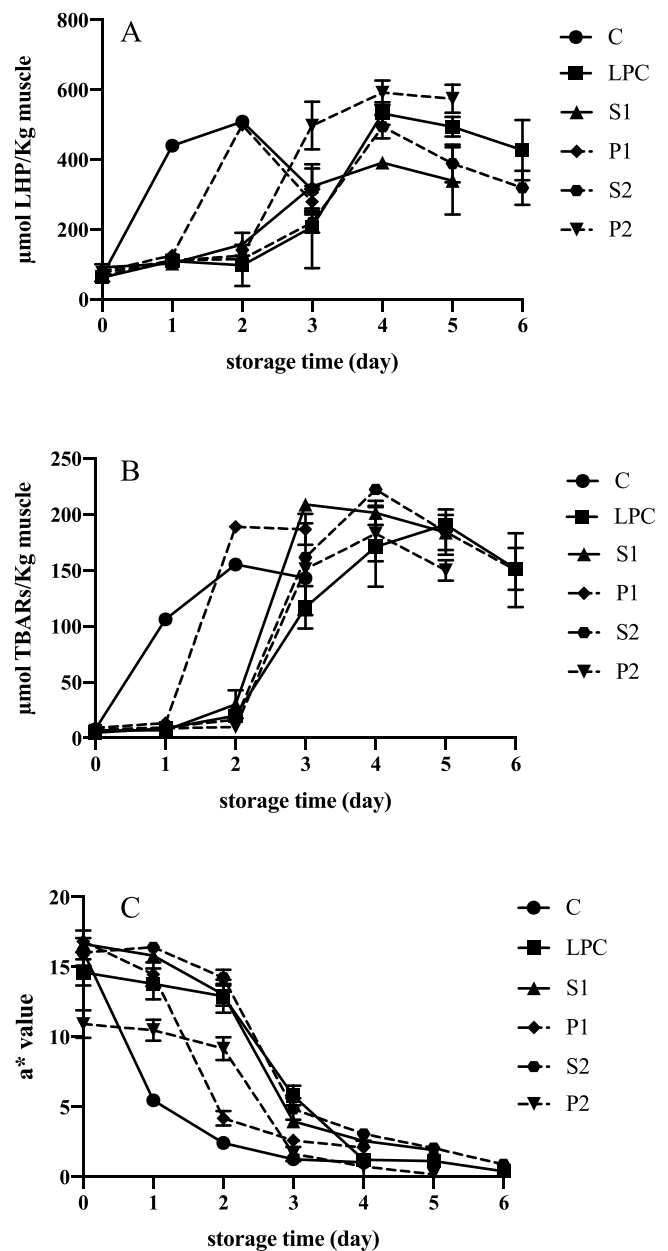 A
800
600
400
200
0
0 1 2 3 4 5 6
µmol LHP/Kg muscle
storage time (day)
C
LPC
S1
P1
S2
P2
B
250
200
150
100
50
0
0 1 2 3 4 5 6
µmol TBARs/Kg muscle
storage time (day)
C
LPC
S1
P1
S2
P2
C
20
15
10
5
0
0 1 2 3 4 5 6
a* value
storage time (day)
C
LPC
S1
P1
S2
P2